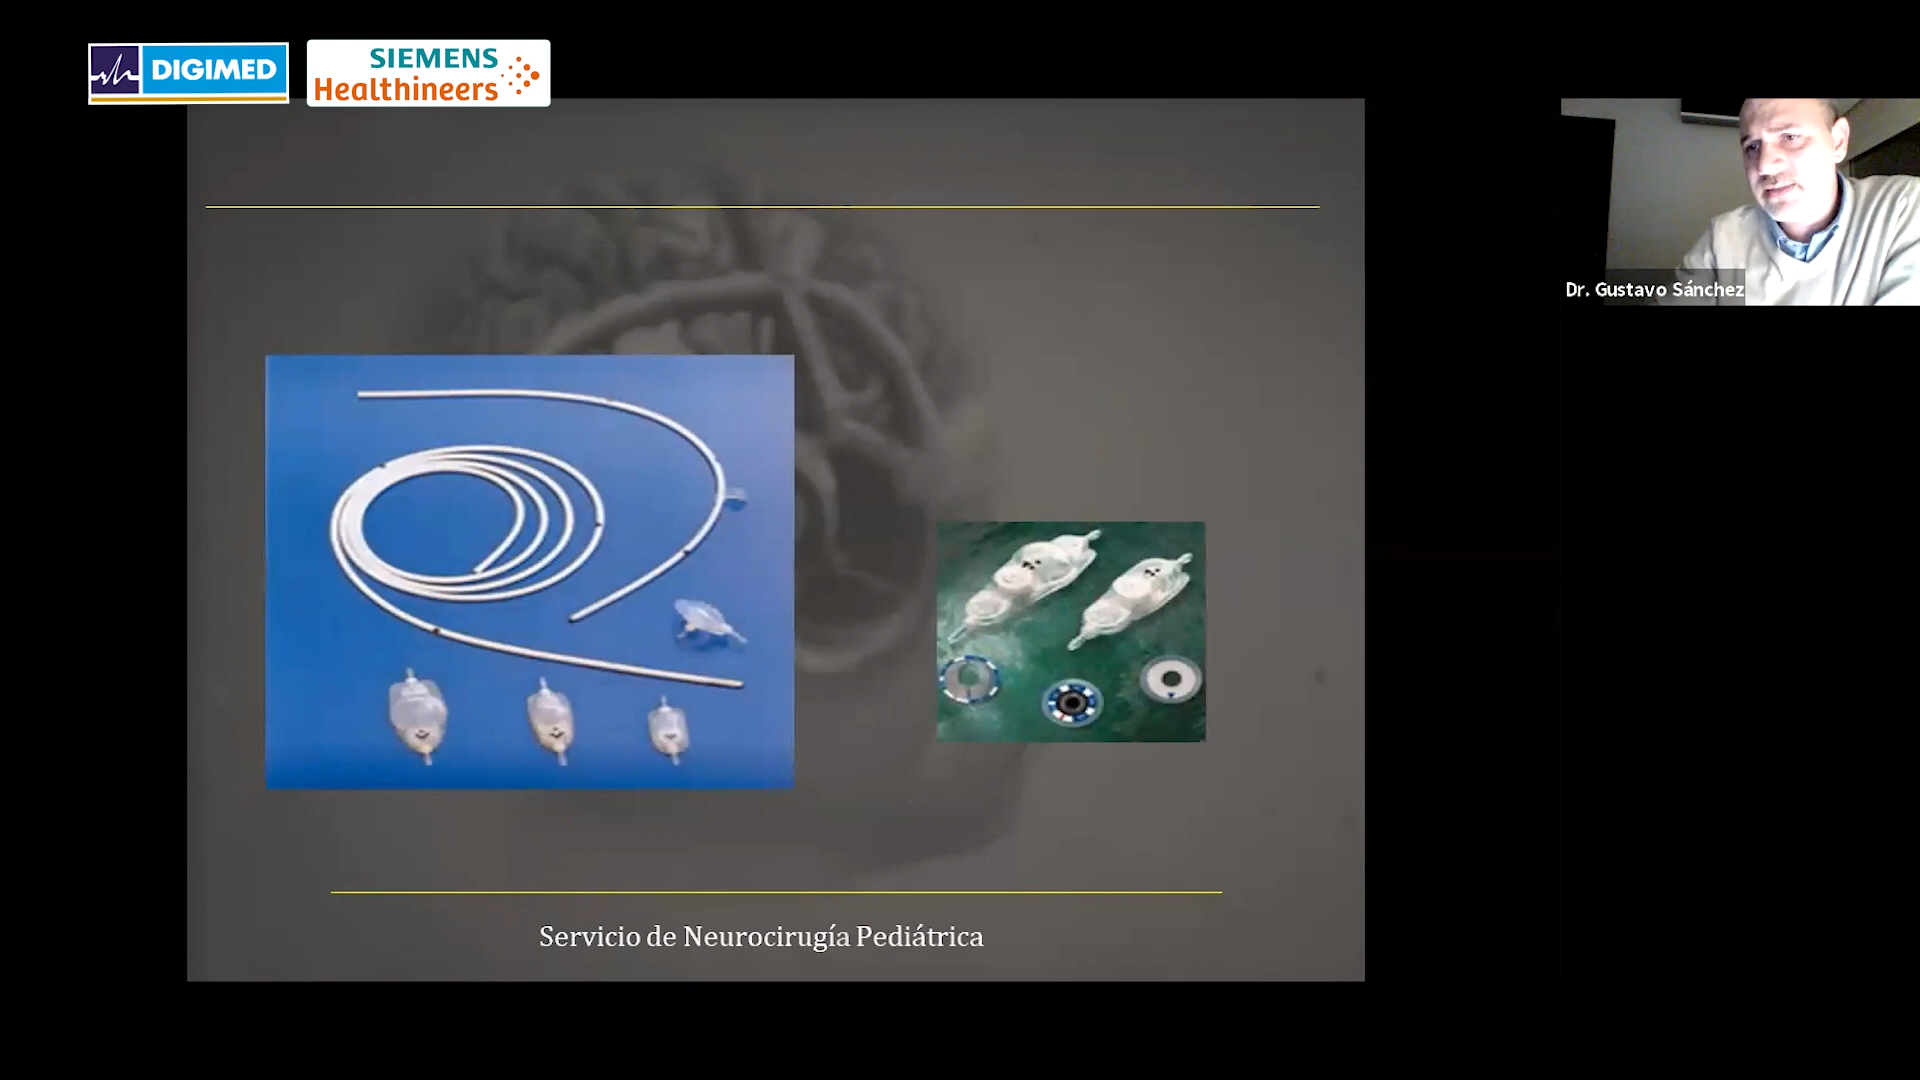 DIGIMED
SIEMENS
Healthineers
Dr. Gustavo Sánchez
Servicio de Neurocirugía Pediátrica